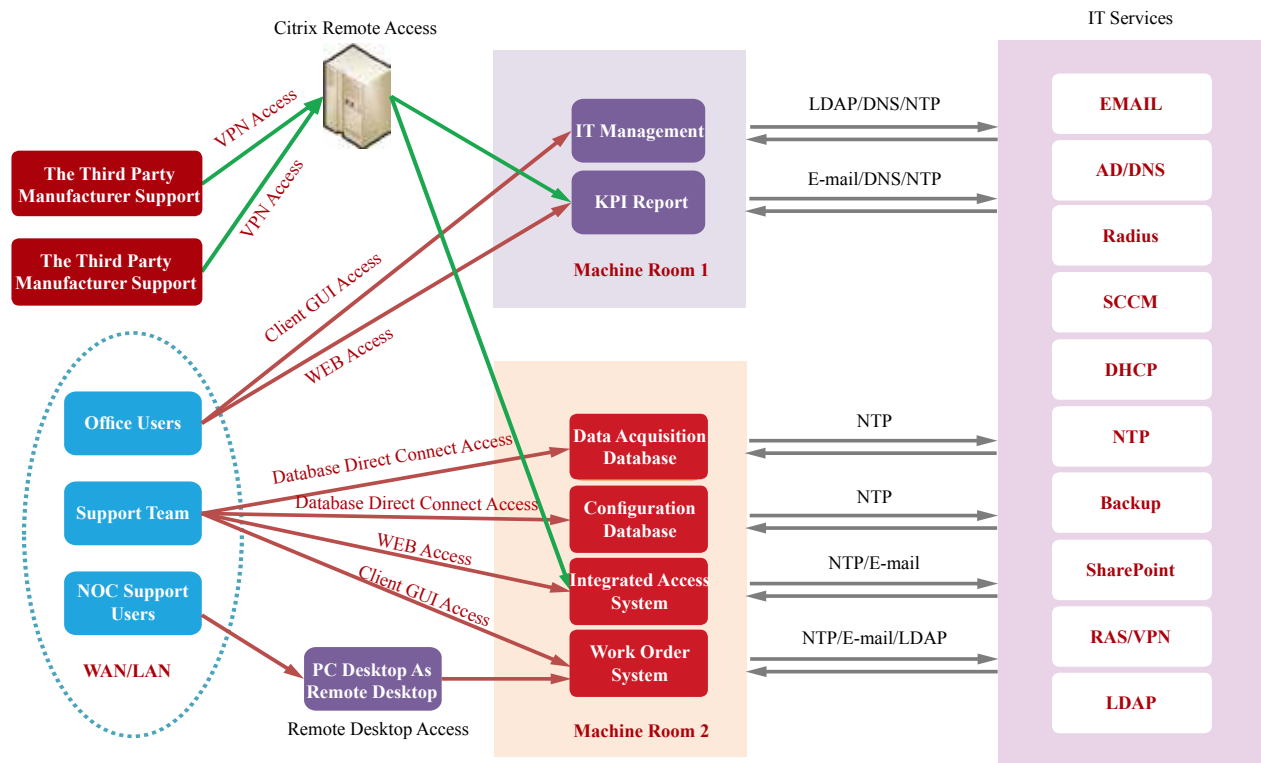 IT Services
Citrix Remote Access
VPN Access
VPN Access
The Third Party
Manufacturer Support
The Third Party
Manufacturer Support
IT Management
KPI Report
Machine Room 1
LDAP/DNS/NTP
E-mail/DNS/NTP
Client GUI Access
WEB Access
Office Users
Support Team
NOC Support
Users
WAN/LAN
Database Direct Connect Access
Database Direct Connect Access
WEB Access
Client GUI Access
PC Desktop As
Remote Desktop
Remote Desktop Access
Data Acquisition
Database
Configuration
Database
Integrated Access
System
Work Order
System
Machine Room 2
NTP
NTP
NTP/E-mail
NTP/E-mail/LDAP
EMAIL
AD/DNS
Radius
SCCM
DHCP
NTP
Backup
SharePoint
RAS/VPN
LDAP